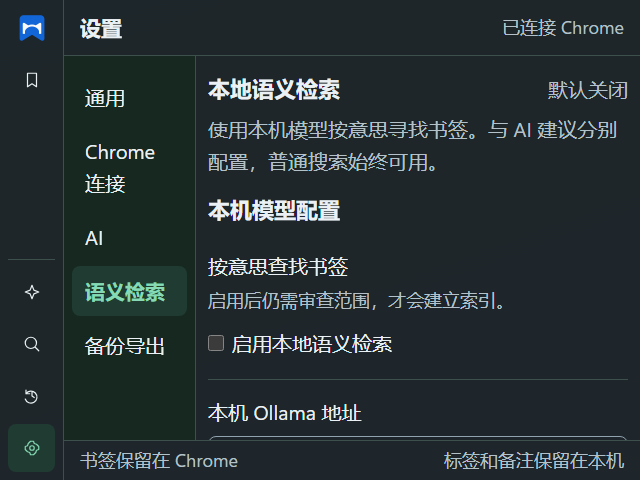 设置
已连接 Chrome
通用
Chrome
连接
AI
语义检索
备份导出
本地语义检索
默认关闭
使用本机模型按意思寻找书签。与 AI 建议分别
配置，普通搜索始终可用。
本机模型配置
按意思查找书签
启用后仍需审查范围，才会建立索引。
启用本地语义检索
本机 Ollama 地址
书签保留在 Chrome
标签和备注保留在本机